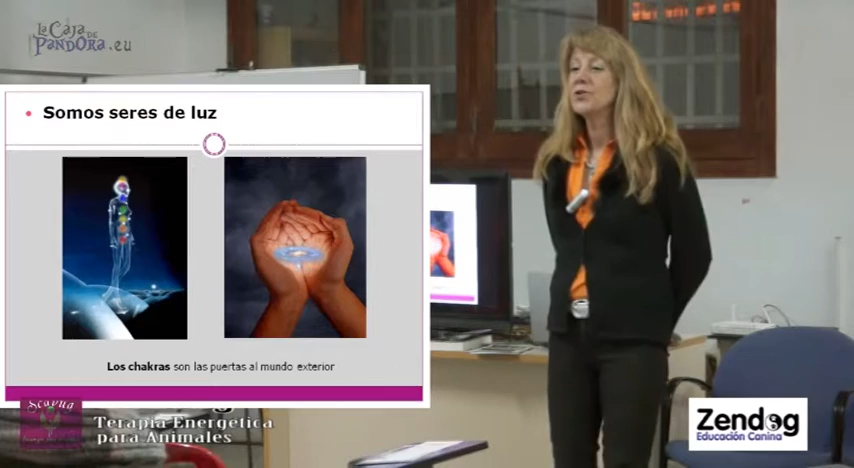 La Caja
DE
PandOra.eu
Somos seres de luz
Los chakras son las puertas al mundo exterior
Terapia Energética
para Animales
Zendog
Educación Canina